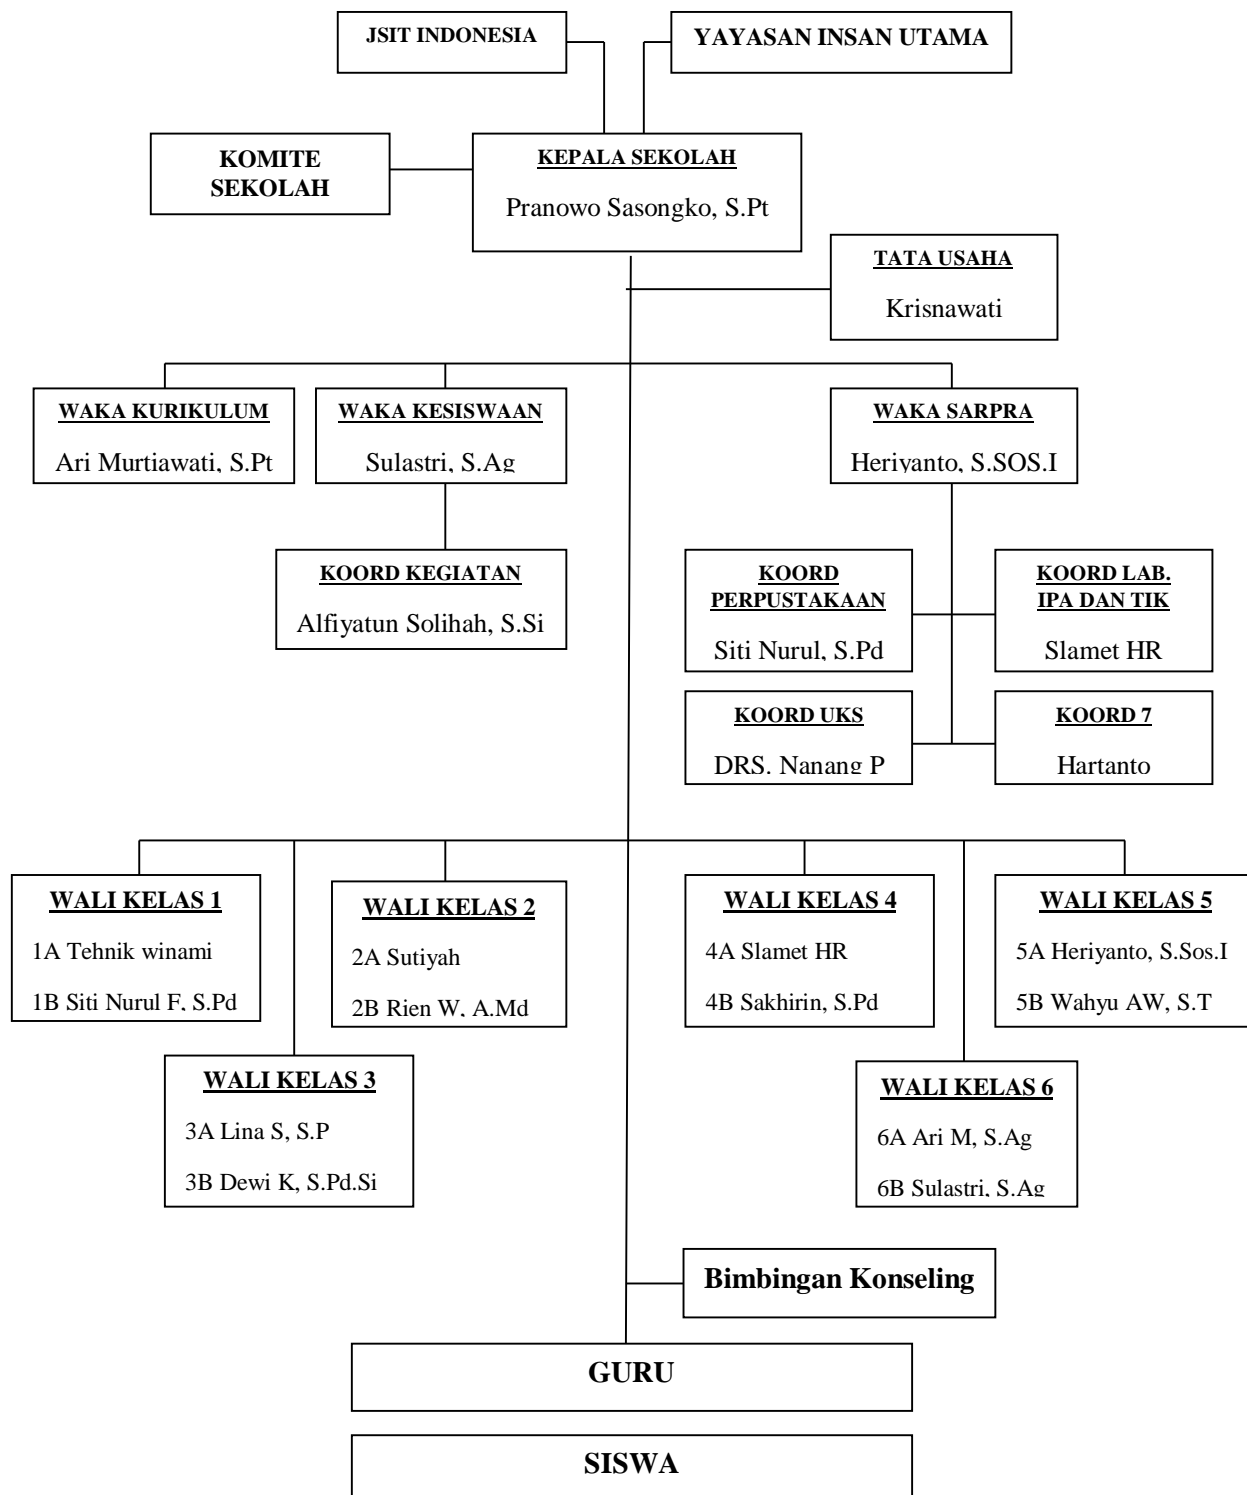 JSIT INDONESIA
YAYASAN INSAN UTAMA
KOMITE
SEKOLAH
KEPALA SEKOLAH
Pranowo Sasongko, S.Pt
TATA USAHA
Krisnawati
WAKA KURIKULUM
Ari Murtiawati, S.Pt
WAKA KESISWAAN
Sulastri, S.Ag
WAKA SARPRA
Heriyanto, S.SOS.I
KOORD KEGIATAN
Alfiyatun Solihah, S.Si
KOORD
PERPUSTAKAAN
Siti Nurul, S.Pd
KOORD LAB.
IPA DAN TIK
Slamet HR
KOORD UKS
DRS. Nanang P
KOORD 7
Hartanto
WALI KELAS 1
1A Tehnik winami
1B Siti Nurul F, S.Pd
WALI KELAS 2
2A Sutiyah
2B Rien W, A.Md
WALI KELAS 4
4A Slamet HR
4B Sakhirin, S.Pd
WALI KELAS 5
5A Heriyanto, S.Sos.I
5B Wahyu AW, S.T
WALI KELAS 3
3A Lina S, S.P
3B Dewi K, S.Pd.Si
WALI KELAS 6
6A Ari M, S.Ag
6B Sulastri, S.Ag
Bimbingan Konseling
GURU
SISWA